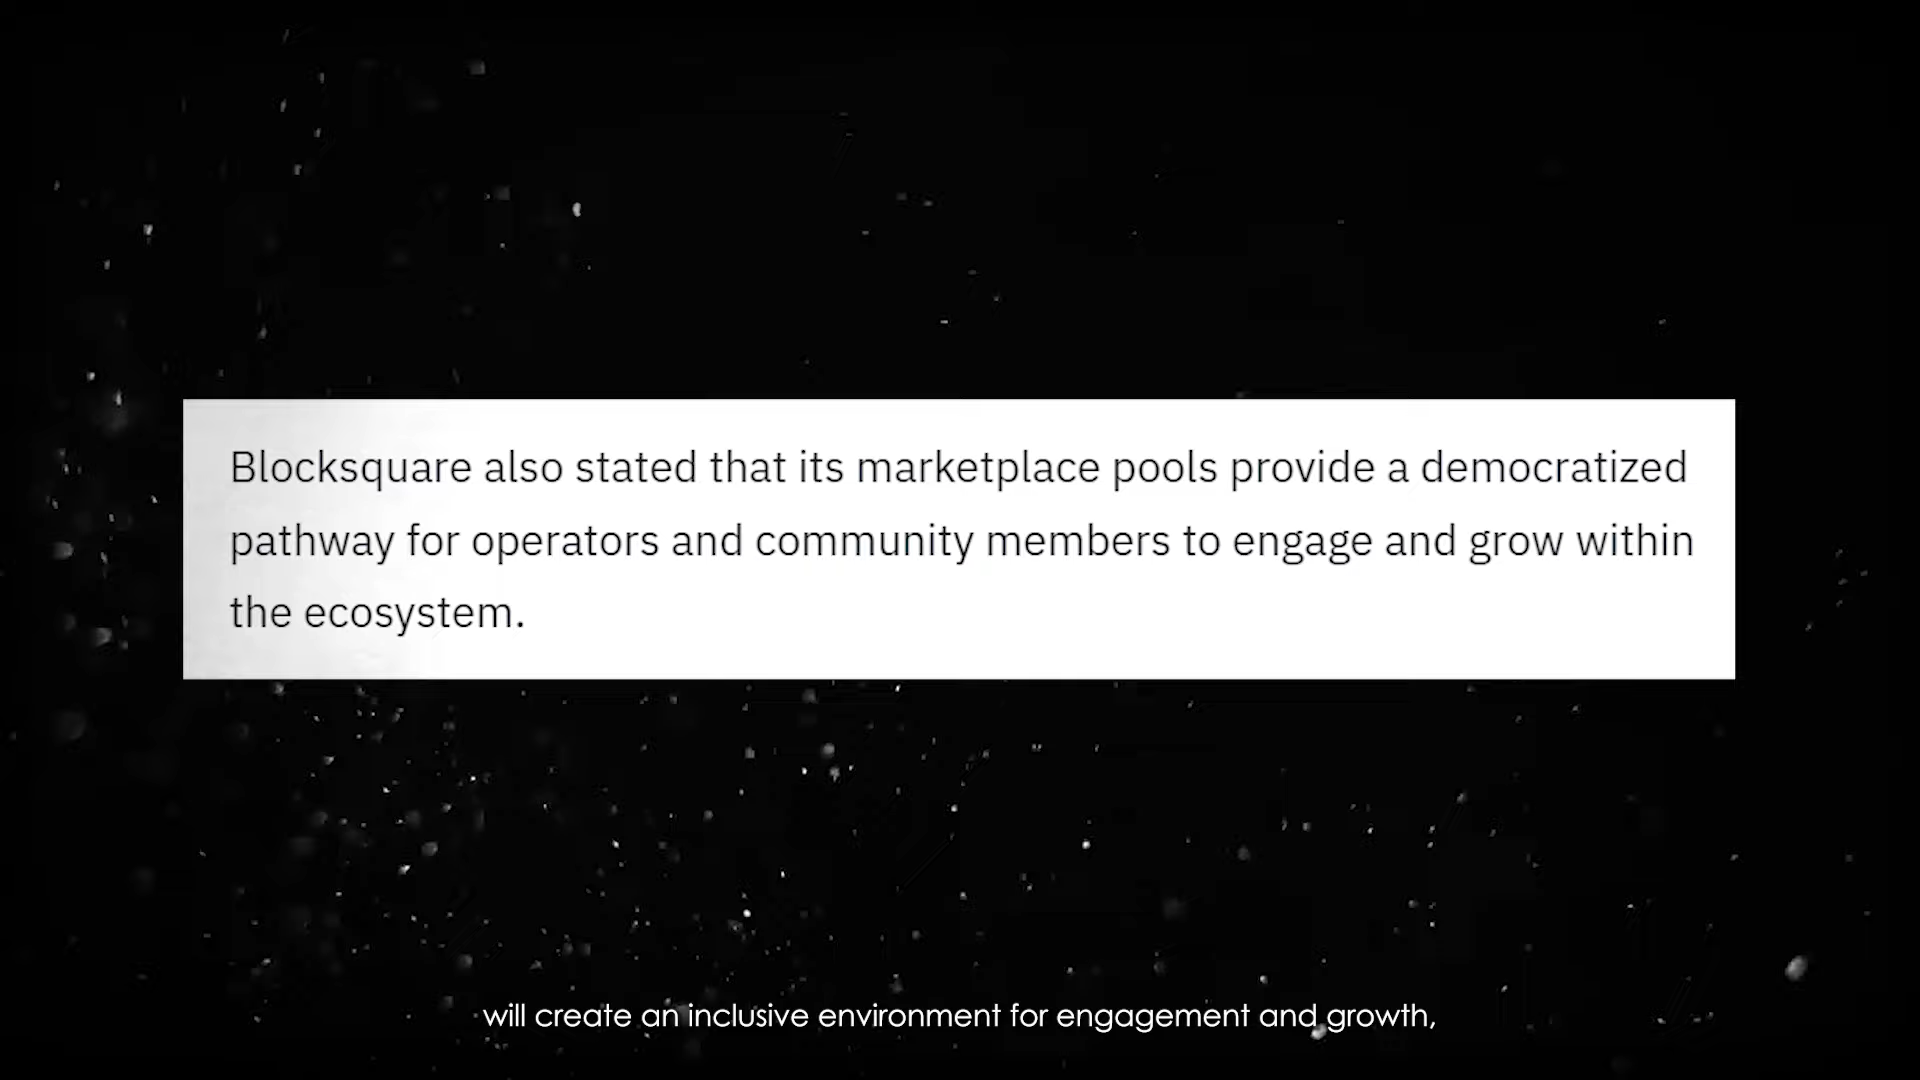 Blocksquare also stated that its marketplace pools provide a democratized
pathway for operators and community members to engage and grow within
the ecosystem.
will create an inclusive environment for engagement and growth,